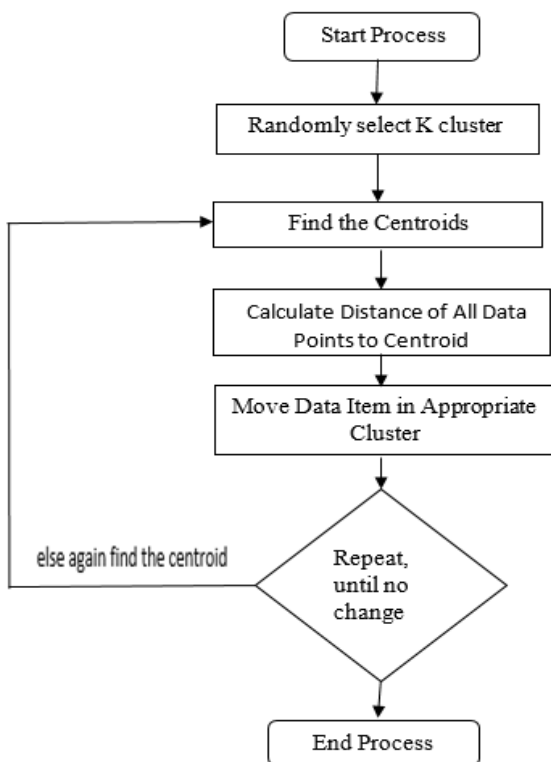 Start Process
Randomly select K cluster
Find the Centroids
Calculate Distance of All Data
Points to Centroid
Move Data Item in Appropriate
Cluster
else again find the centroid
Repeat,
until no
change
End Process